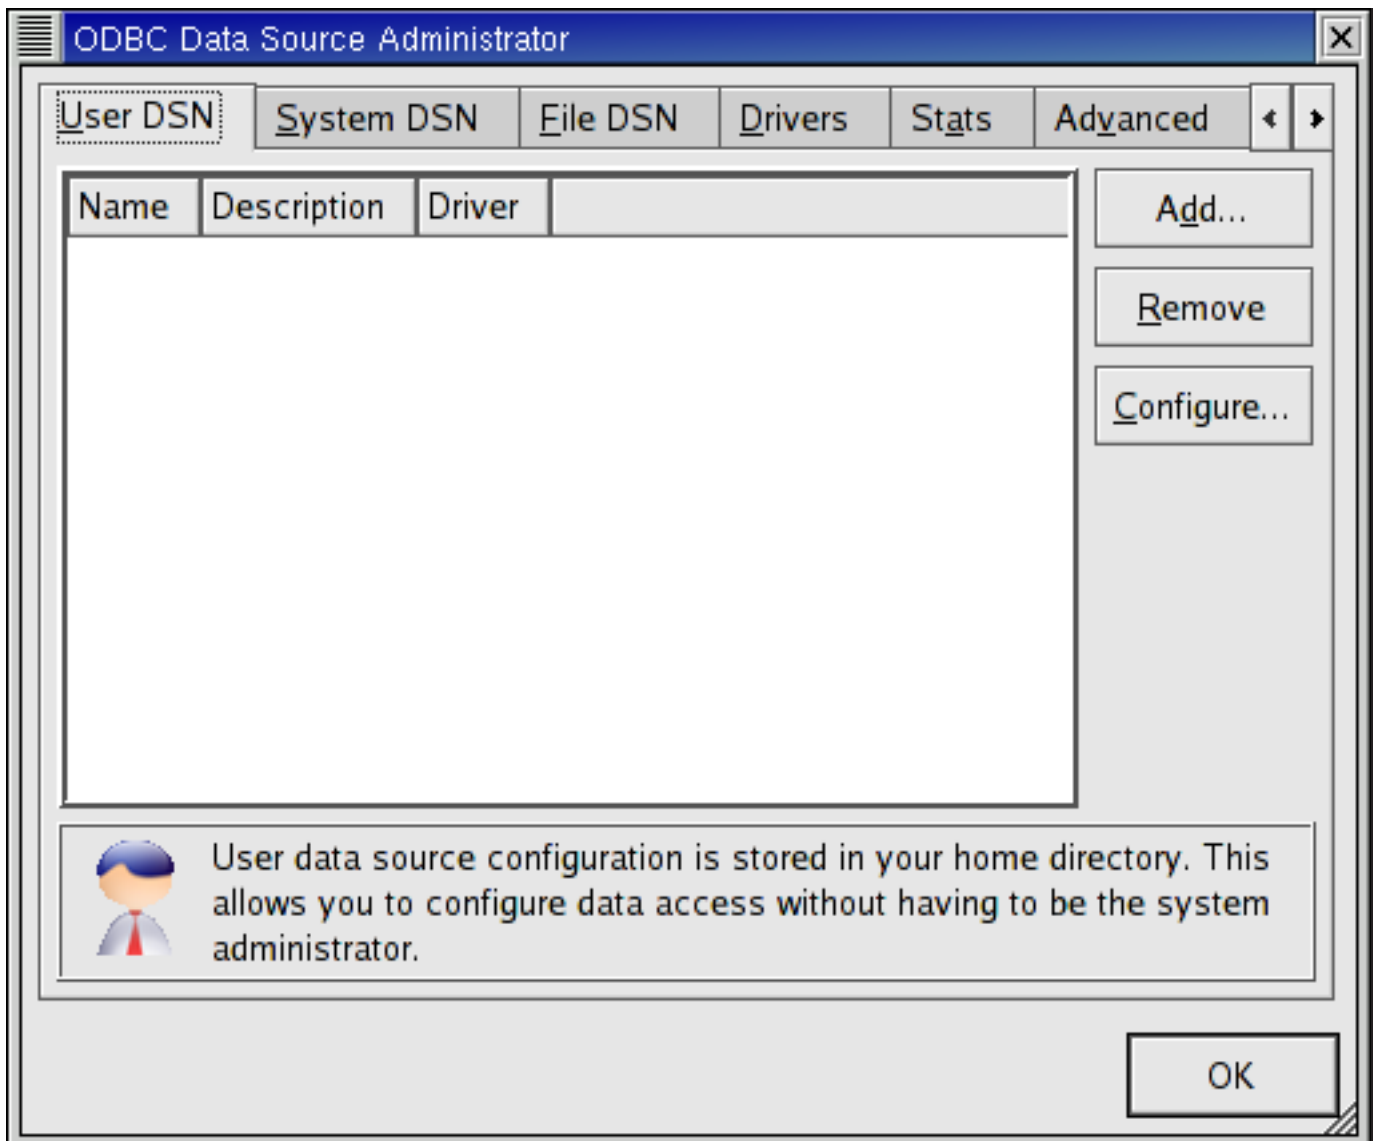 ODBC Data Source Administrator
User DSN System DSN File DSN Drivers Stats Advanced
Name Description Driver
Add...
Remove
Configure...
User data source configuration is stored in your home directory. This
allows you to configure data access without having to be the system
administrator.
OK